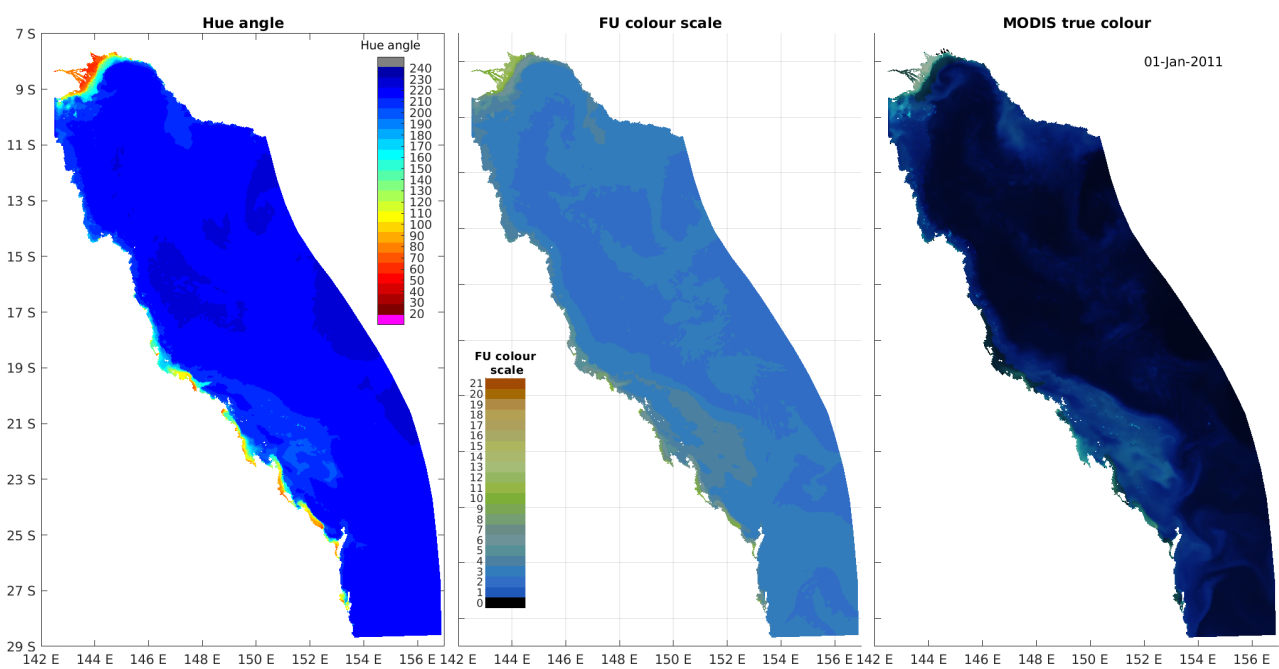 Hue angle
FU colour scale
MODIS true colour
7 S
9 S
11 S
13 S
15 S
17 S
19 S
21 S
23 S
25 S
27 S
29 S
Hue angle
240
230
220
210
200
190
170
160
140
130
120
110
100
90
80
70
60
50
40
30
20
FU colour
scale
21
20
19
18
17
16
15
14
13
12
11
10
9
8
7
6
5
4
3
2
1
0
01-Jan-2011
142 E 144 E 146 E 148 E 150 E 152 E 154 E 156 E
142 E 144 E 146 E 148 E 150 E 152 E 154 E 156 E
142 E 144 E 146 E 148 E 150 E 152 E 154 E 156 E